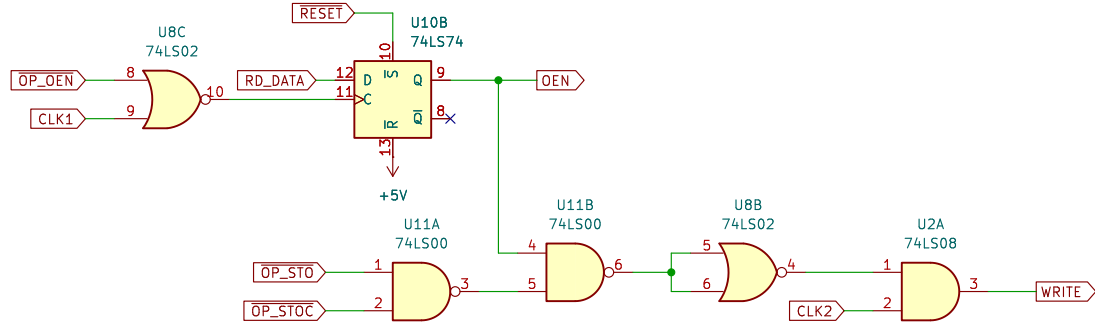 RESET
U10B
74LS74
U8C
74LS02
10
OP_OEN
8
RD_DATA
12
D
S
Q
9
OEN
10
11
C
CLK1
9
R
Q
8
13
+5V
U11B
74LS00
U8B
74LS02
U11A
74LS00
U2A
74LS08
4
5
OP_STO
1
6
4
1
3
5
6
3
WRITE
OP_STOC
2
CLK2
2